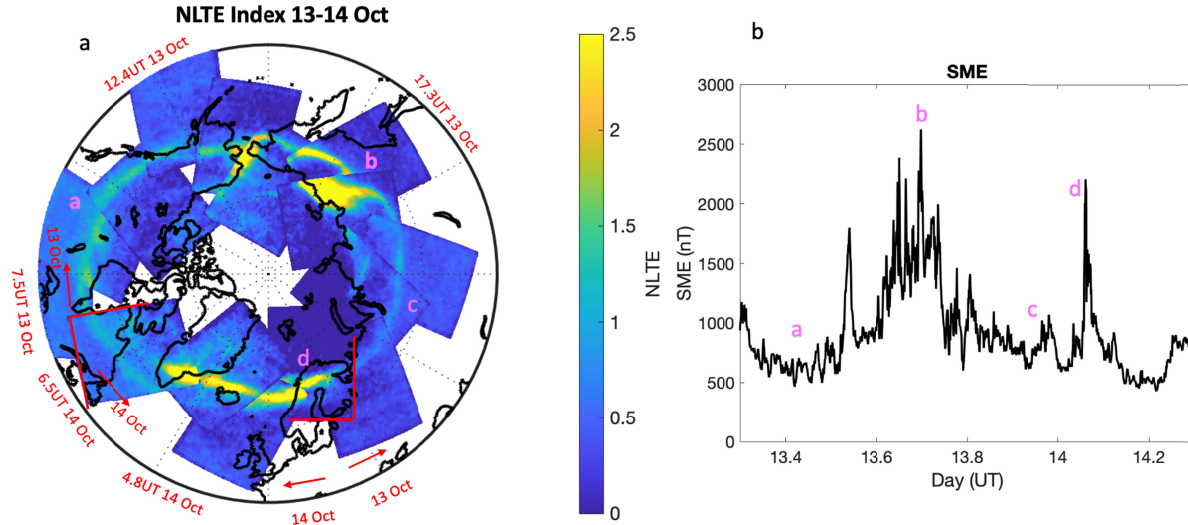 NLTE Index 13-14 Oct
a
12.4UT 13 Oct
17.3UT 13 Oct
b
a
13 Oct
7.5UT 13 Oct
c
d
6.5UT 14 Oct
14 Oct
4.8UT 14 Oct
13 Oct
14 Oct
2.5
2
1.5
1
0.5
0
NLTE
b
SME
3000
2500
2000
1500
1000
500
0
SME (nT)
a
b
c
d
13.4
13.6
13.8
14
14.2
Day (UT)